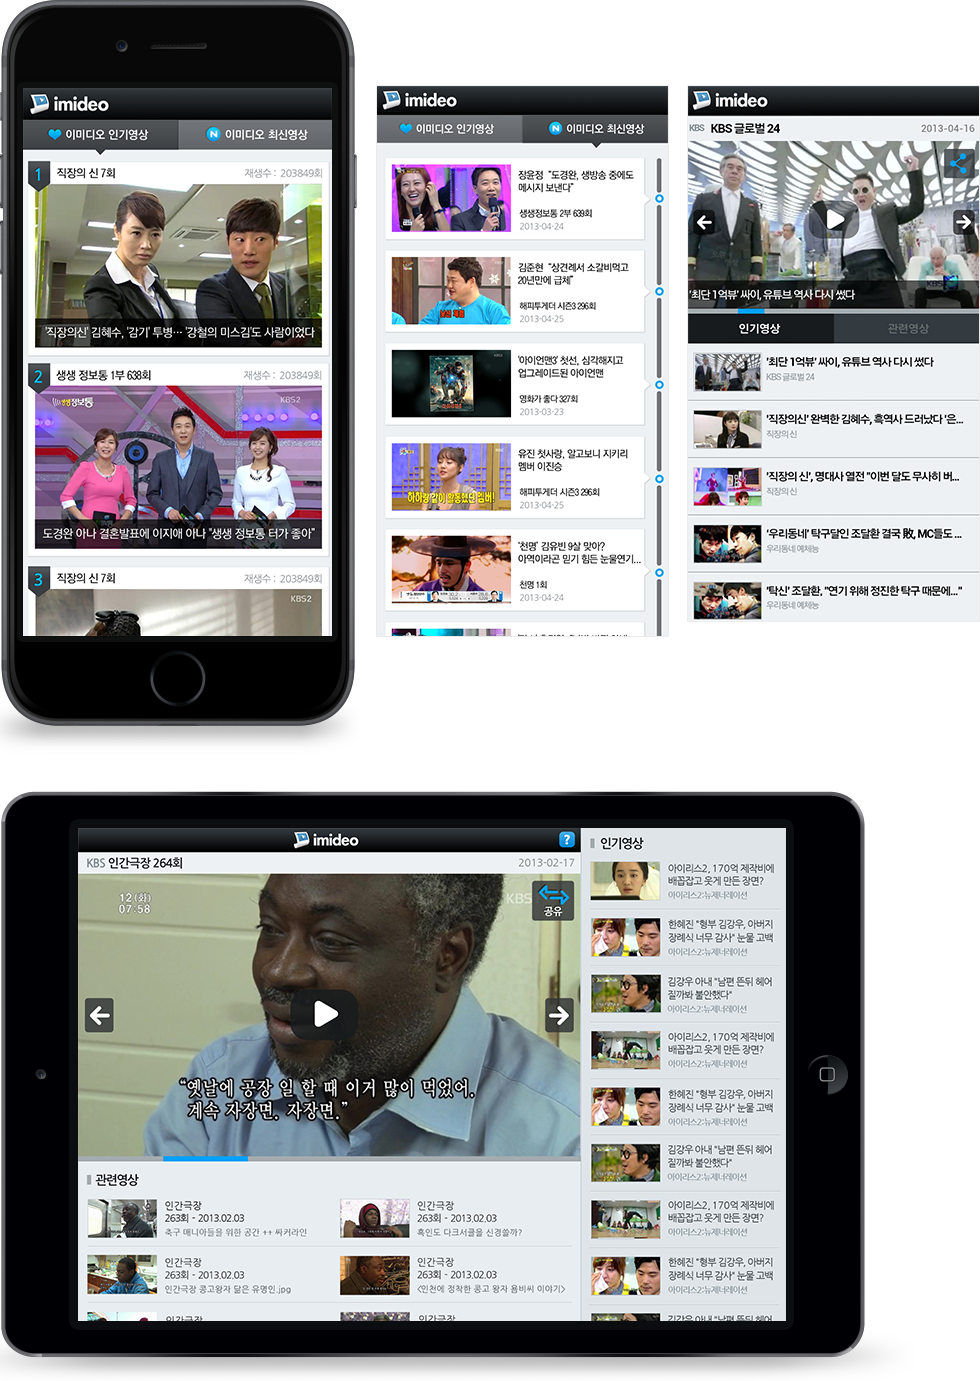 imideo
이미디오 인기영상
N 이미디오 최신영상
1 직장의 신 7회
재생수 : 203849회
'직장의신' 김혜수, '감기' 투병… '강철의 미스김'도 사람이었다
2 생생 정보통 1부 638회
재생수 : 203849회
생생정보통
KBS2
도경완 아나 결혼발표에 이지애 아나 "생생 정보통 터가 좋아"
3 직장의 신 7회
재생수 : 203849회
KBS2
imideo
이미디오 인기영상
N 이미디오 최신영상
장윤정 "도경완, 생방송 중에도
메시지 보낸다"
생생정보통 2부 639회
2013-04-24
김준현 "상견례서 소갈비먹고
20년만에 급체"
해피투게더 시즌3 296회
2013-04-25
'아이언맨3' 첫선, 심각해지고
업그레이드된 아이언맨
영화가 좋다 327회
2013-03-23
유진 첫사랑, 알고보니 지키리
멤버 이진승
해피투게더 시즌3 296회
2013-04-25
하하랑 같이 활동했던 멤버!
'천명' 김유빈 9살 맞아?
아역이라곤 믿기 힘든 눈물연기...
천명 1회
2013-04-24
imideo
KBS KBS 글로벌 24
2013-04-16
KBS
'최단 1억뷰' 싸이, 유튜브 역사 다시 썼다
인기영상
관련영상
'최단 1억뷰' 싸이, 유튜브 역사 다시 썼다
KBS 글로벌 24
'직장의신' 완벽한 김혜수, 흑역사 드러났다 '은...
직장의 신
'직장의 신', 명대사 열전 "이번 달도 무사히 버...
직장의 신
'우리동네' 탁구달인 조달환 결국 敗, MC들도 ...
우리동네 예체능
'탁신' 조달환, "연기 위해 정진한 탁구 때문에..."
우리동네 예체능
imideo
?
KBS 인간극장 264회
2013-02-17
12(화)
07:58
KBS
공유
"옛날에 공장 일 할 때 이거 많이 먹었어.
계속 자장면. 자장면."
관련영상
인간극장
263회 - 2013.02.03
축구 매니아들을 위한 공간 ++ 싸커라인
인간극장
263회 - 2013.02.03
흑인도 다크서클을 신경쓸까?
인간극장
263회 - 2013.02.03
인간극장 콩고왕자 닮은 유명인.jpg
인간극장
263회 - 2013.02.03
<인천에 정착한 콩고 왕자 욤비씨 이야기>
인간극장
인간극장
인기영상
아이리스2, 170억 제작비에
배꼽잡고 웃게 만든 장면?
아이리스2:뉴제너레이션
한혜진 "형부 김강우, 아버지
장례식 너무 감사" 눈물 고백
아이리스2:뉴제너레이션
김강우 아내 "남편 뜬뒤 헤어
질까봐 불안했다"
아이리스2:뉴제너레이션
아이리스2, 170억 제작비에
배꼽잡고 웃게 만든 장면?
아이리스2:뉴제너레이션
한혜진 "형부 김강우, 아버지
장례식 너무 감사" 눈물 고백
아이리스2:뉴제너레이션
김강우 아내 "남편 뜬뒤 헤어
질까봐 불안했다"
아이리스2:뉴제너레이션
아이리스2, 170억 제작비에
배꼽잡고 웃게 만든 장면?
아이리스2:뉴제너레이션
한혜진 "형부 김강우, 아버지
장례식 너무 감사" 눈물 고백
아이리스2:뉴제너레이션
김강우 아내 "남편 뜬뒤 헤어